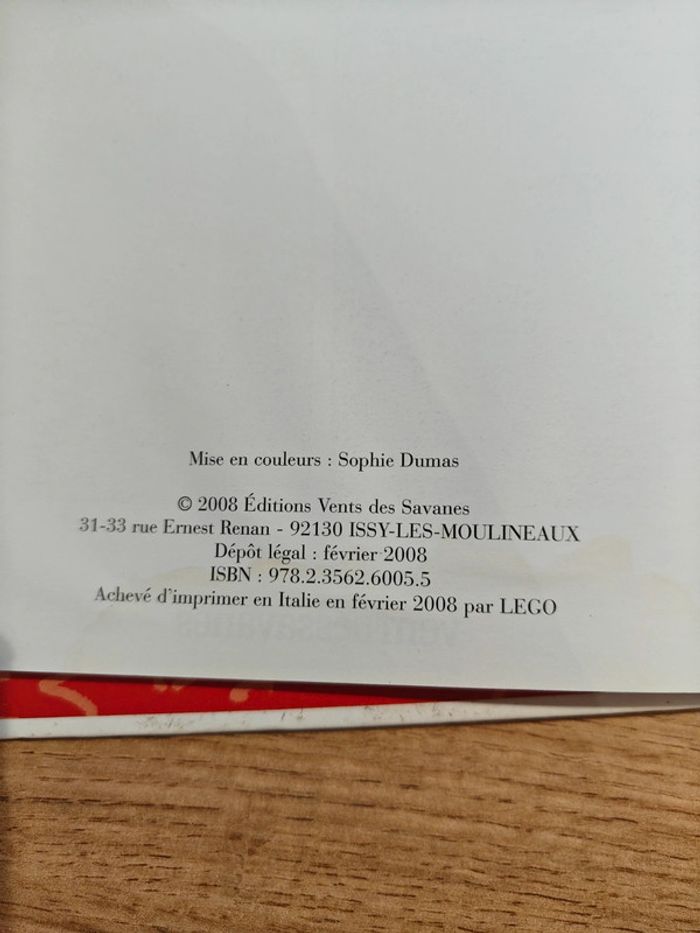 Mise en couleurs : Sophie Dumas
© 2008 Éditions Vents des Savanes
31-33 rue Ernest Renan - 92130 ISSY-LES-MOULINEAUX
Dépôt légal : février 2008
ISBN : 978.2.3562.6005.5
Achevé d'imprimer en Italie en février 2008 par LEGO